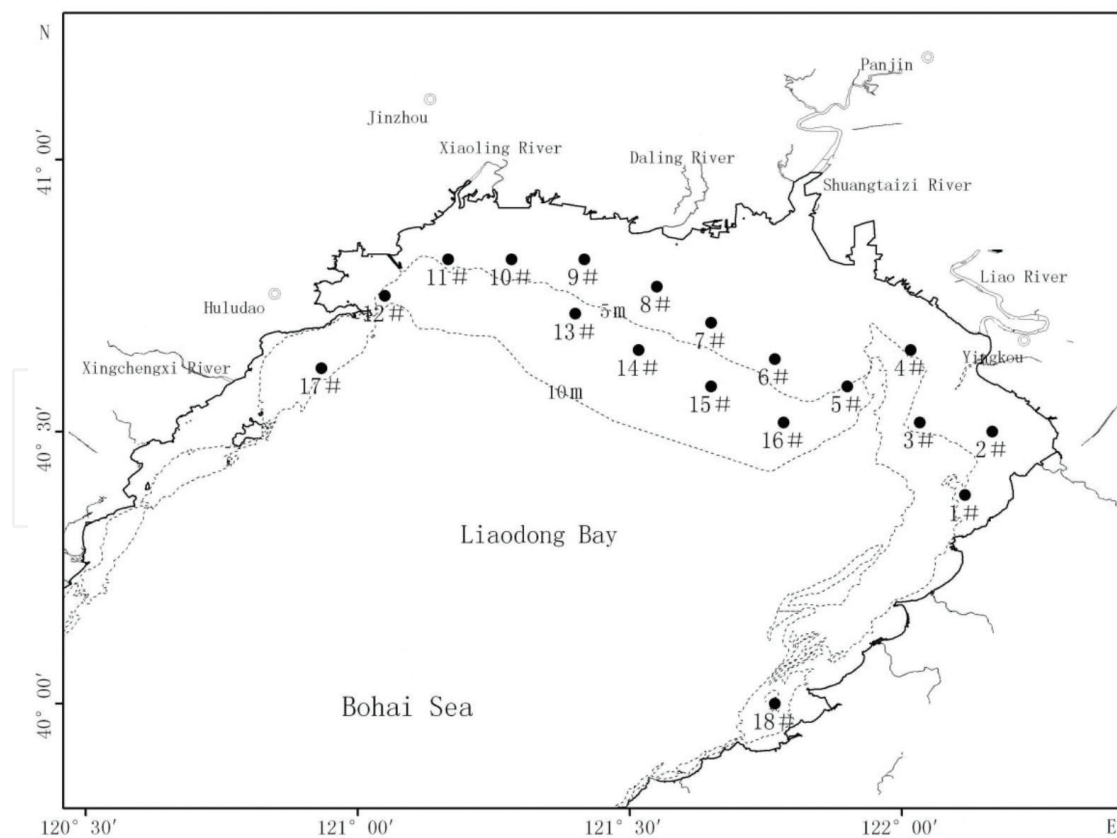 N
Panjin
Jinzhou
41° 00′
Xiaoling River
Daling River
Shuangtaizi River
Liao River
11#
10#
9#
8#
Huludao
12#
13#
5m
7#
Yingkou
Xingchengxi River
17#
14#
6#
4#
10m
15#
5#
40° 30′
16#
3#
2#
1#
Liaodong Bay
40° 00′
Bohai Sea
18#
120° 30′
121° 00′
121° 30′
122° 00′
E